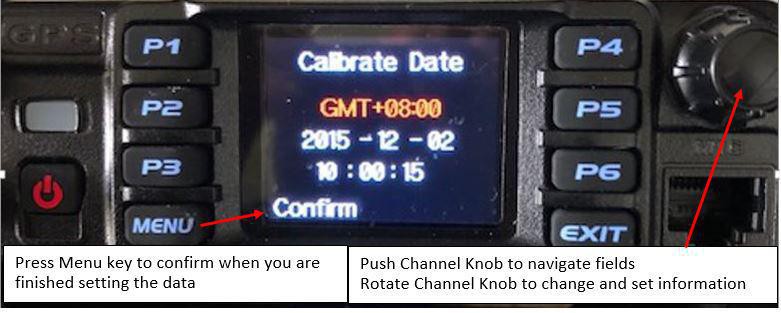 GPS
P1
P2
P3
MENU
Calibrate Date
GMT+08:00
2015 - 12 - 02
10 : 00 : 15
Confirm
P4
P5
P6
EXIT
MIC
Press Menu key to confirm when you are
finished setting the data
Push Channel Knob to navigate fields
Rotate Channel Knob to change and set information